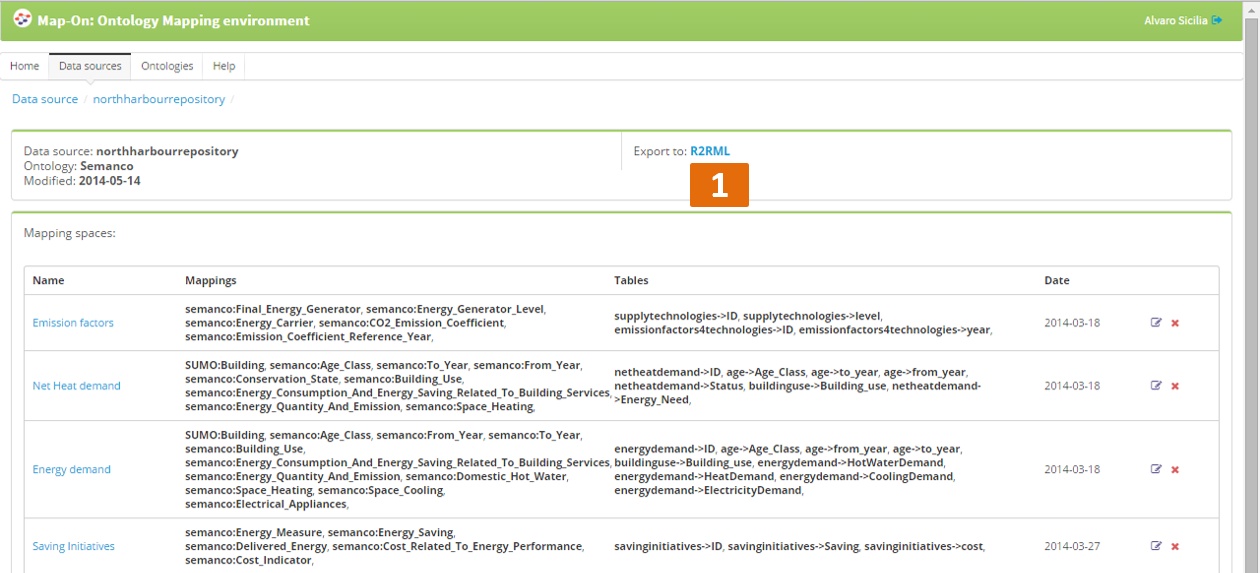 Map-On: Ontology Mapping environment
Alvaro Sicilia
Home Data sources Ontologies Help
Data source / northharbourrepository /
Data source: northharbourrepository
Ontology: Semanco
Modified: 2014-05-14
Export to: R2RML
1
Mapping spaces:
Name Mappings Tables Date
Emission factors
semanco:Final_Energy_Generator, semanco:Energy_Generator_Level,
semanco:Energy_Carrier, semanco:CO2_Emission_Coefficient,
semanco:Emission_Coefficient_Reference_Year,
supplytechnologies->ID, supplytechnologies->level,
emissionfactors4technologies->ID, emissionfactors4technologies->year,
2014-03-18
Net Heat demand
SUMO:Building, semanco:Age_Class, semanco:To_Year, semanco:From_Year,
semanco:Conservation_State, semanco:Building_Use,
semanco:Energy_Consumption_And_Energy_Saving_Related_To_Building_Services,
semanco:Energy_Quantity_And_Emission, semanco:Space_Heating,
netheatdemand->ID, age->Age_Class, age->to_year, age->from_year,
netheatdemand->Status, buildinguse->Building_use, netheatdemand-
>Energy_Need,
2014-03-18
Energy demand
SUMO:Building, semanco:Age_Class, semanco:From_Year, semanco:To_Year,
semanco:Building_Use,
semanco:Energy_Consumption_And_Energy_Saving_Related_To_Building_Services,
semanco:Energy_Quantity_And_Emission, semanco:Domestic_Hot_Water,
semanco:Space_Heating, semanco:Space_Cooling,
semanco:Electrical_Appliances,
energydemand->ID, age->Age_Class, age->from_year, age->to_year,
buildinguse->Building_use, energydemand->HotWaterDemand,
energydemand->HeatDemand, energydemand->CoolingDemand,
energydemand->ElectricityDemand,
2014-03-18
Saving Initiatives
semanco:Energy_Measure, semanco:Energy_Saving,
semanco:Delivered_Energy, semanco:Cost_Related_To_Energy_Performance,
semanco:Cost_Indicator,
savinginitiatives->ID, savinginitiatives->Saving, savinginitiatives->cost,
2014-03-27